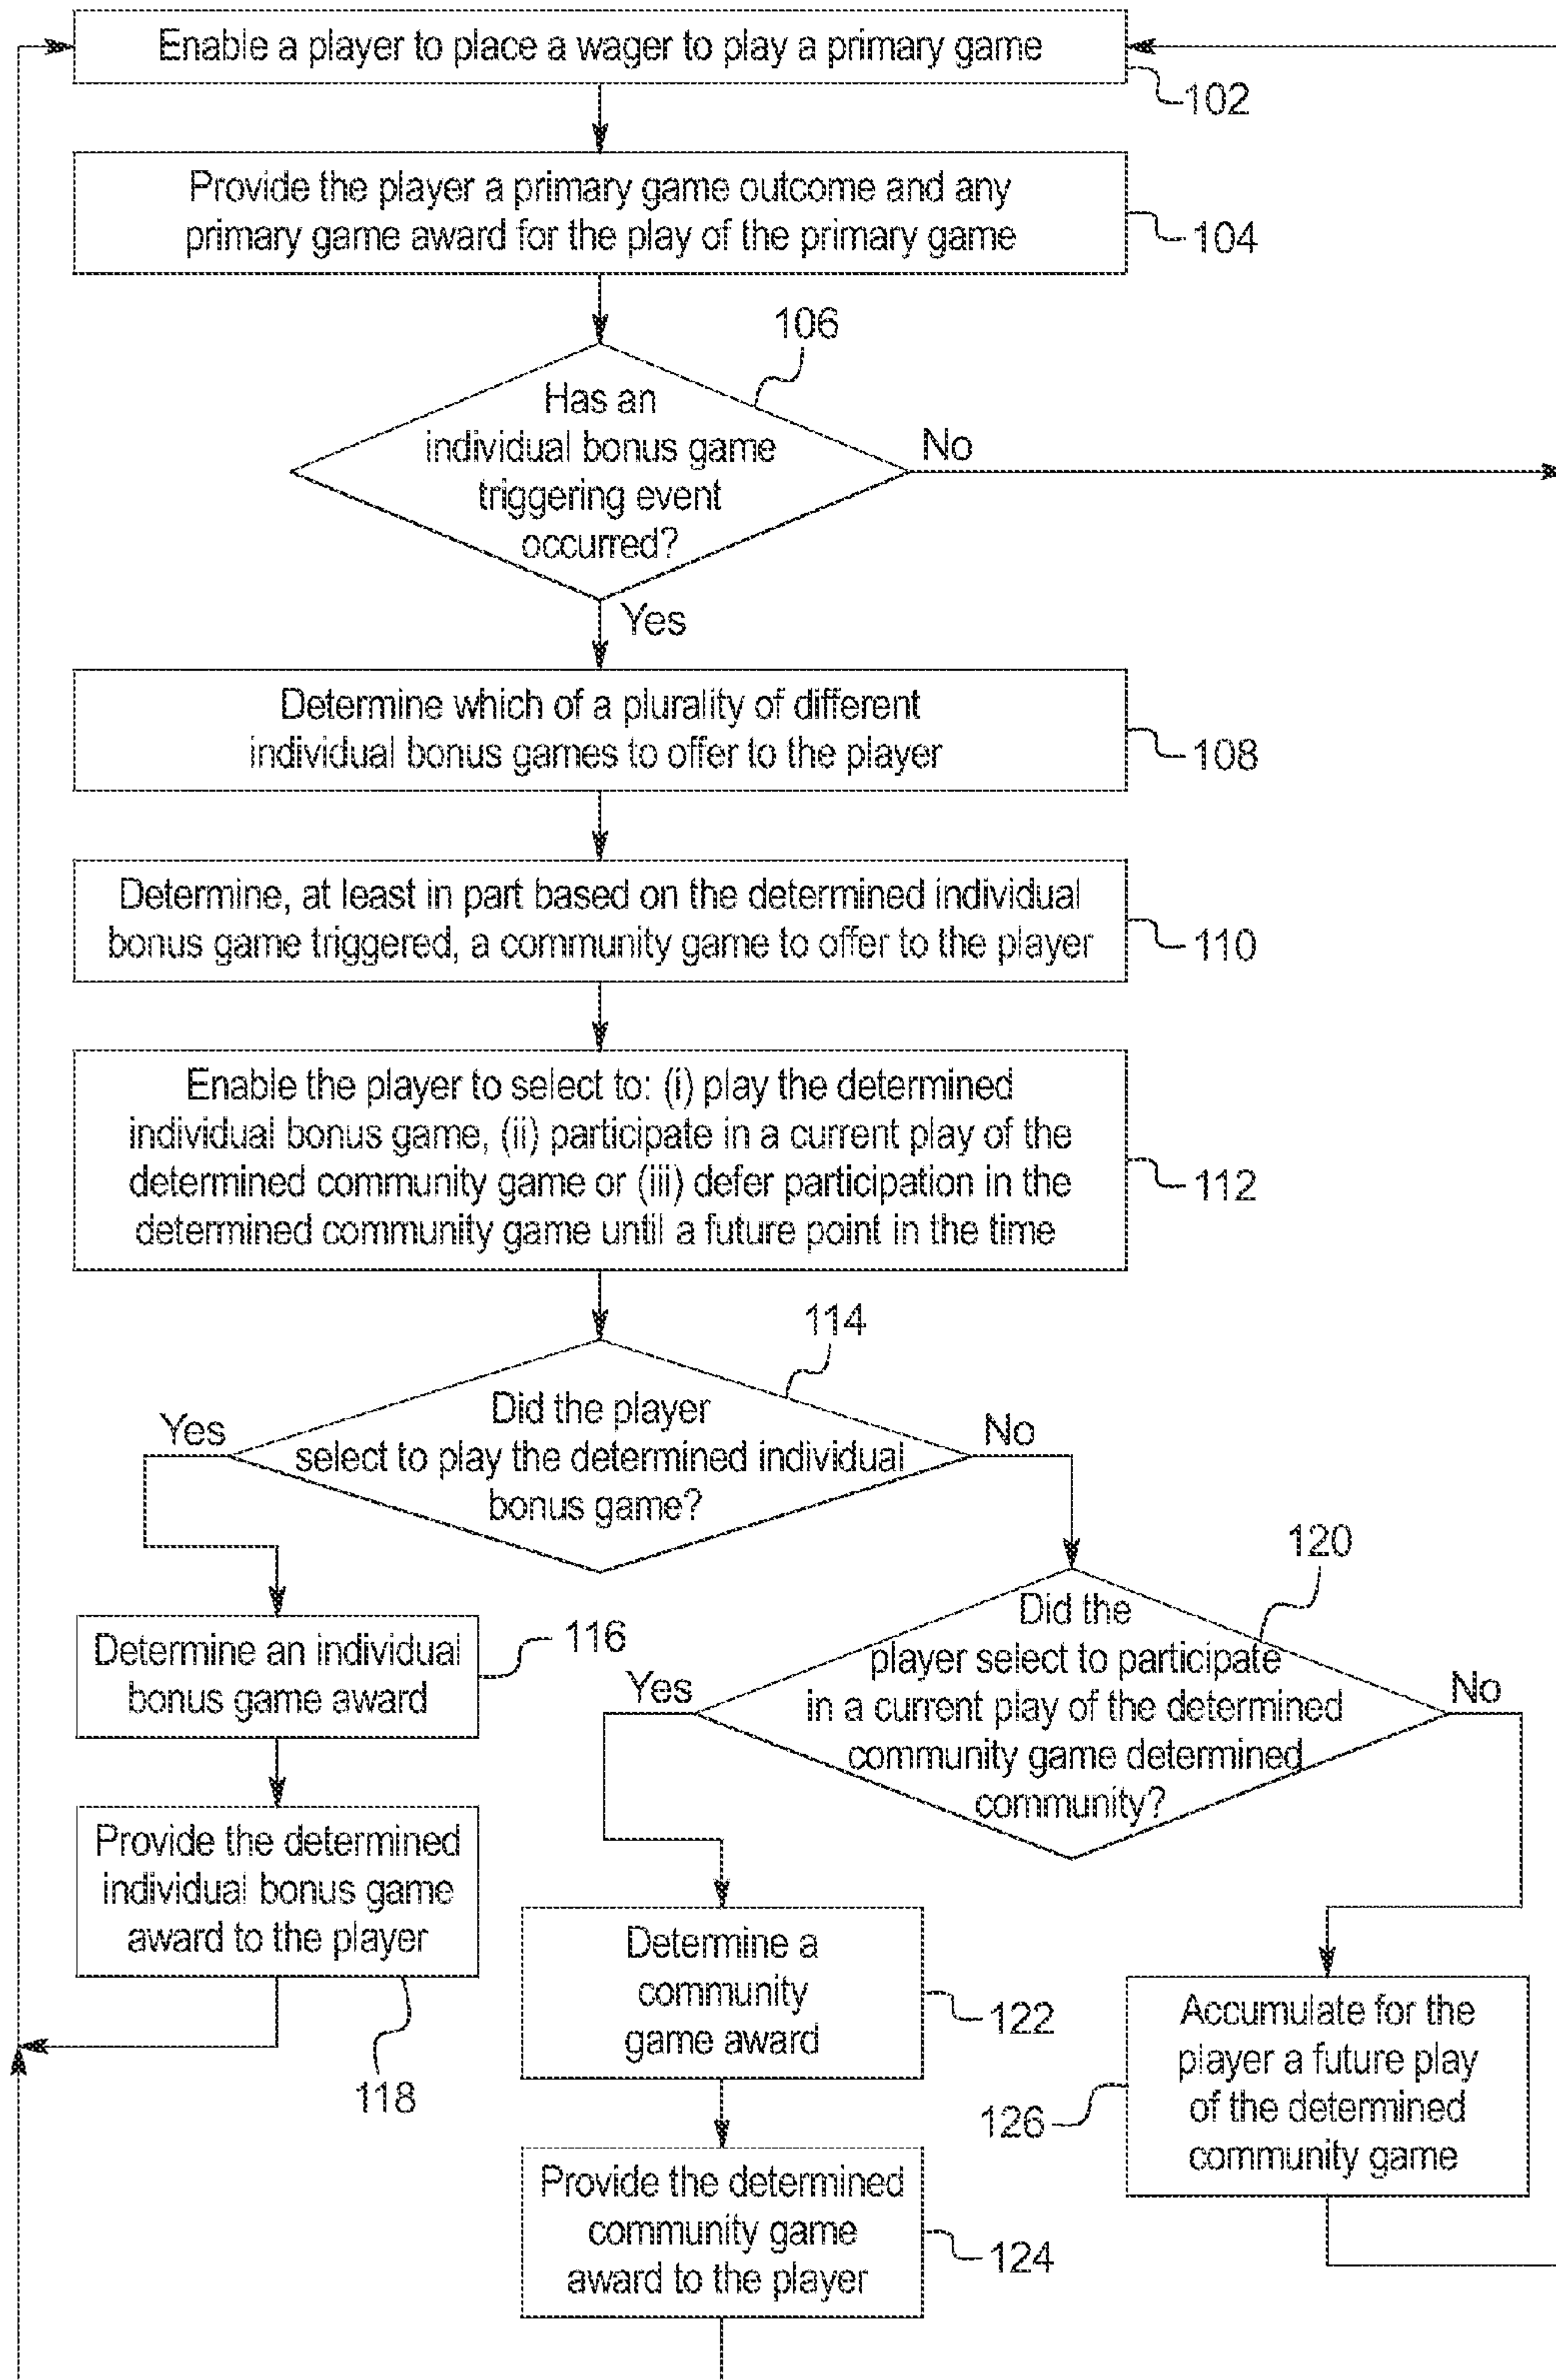 Enable a player to place a wager to play a primary game
102
Provide the player a primary game outcome and any
primary game award for the play of the primary game
104
106
Has an
individual bonus game
triggering event
occurred?
No
Yes
Determine which of a plurality of different
individual bonus games to offer to the player
108
Determine, at least in part based on the determined individual
bonus game triggered, a community game to offer to the player
110
Enable the player to select to: (i) play the determined
individual bonus game, (ii) participate in a current play of the
determined community game or (iii) defer participation in the
determined community game until a future point in the time
112
114
Did the player
select to play the determined individual
bonus game?
Yes
No
Determine an individual
bonus game award
116
Provide the determined
individual bonus game
award to the player
118
120
Did the
player select to participate
in a current play of the determined
community game determined
community?
Yes
No
Determine a
community
game award
122
Provide the determined
community game
award to the player
124
Accumulate for the
player a future play
of the determined
community game
126